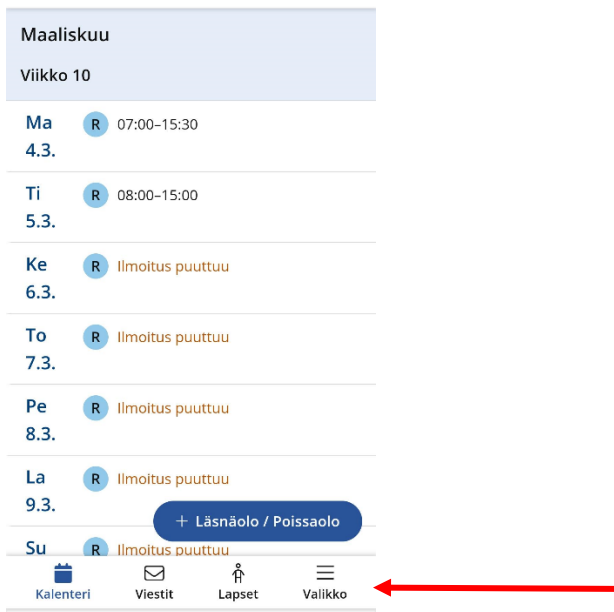 Maaliskuu
Viikko 10
Ma R 07:00–15:30
4.3.
Ti R 08:00–15:00
5.3.
Ke R Ilmoitus puuttuu
6.3.
To R Ilmoitus puuttuu
7.3.
Pe R Ilmoitus puuttuu
8.3.
La R Ilmoitus puuttuu
9.3.
+ Läsnäolo / Poissaolo
Su R Ilmoitus puuttuu
Kalenteri Viestit Lapset Valikko